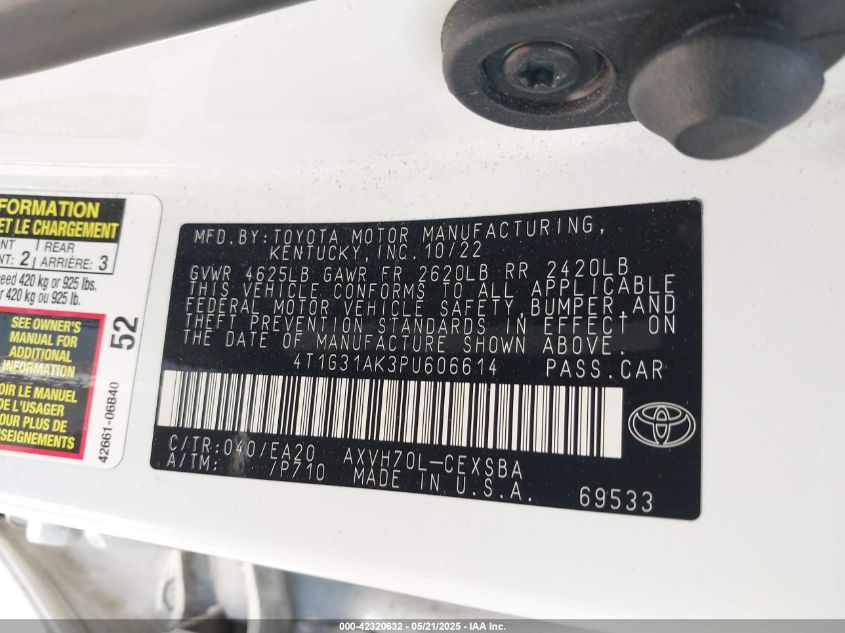 FORMATION
ET LE CHARGEMENT
NT : 2 REAR
ARRIÈRE: 3
eed 420 kg or 925 lbs.
r 420 kg ou 925 lb.
SEE OWNER'S
MANUAL FOR
ADDITIONAL
INFORMATION
OIR LE MANUEL
DE L'USAGER
OUR PLUS DE
NSEIGNEMENTS
52
42661-06B40
MFD.BY:TOYOTA MOTOR MANUFACTURING,
KENTUCKY,INC.10/22
GVWR 4625LB GAWR FR 2620LB RR 2420LB
THIS VEHICLE CONFORMS TO ALL APPLICABLE
FEDERAL MOTOR VEHICLE SAFETY,BUMPER,AND
THEFT PREVENTION STANDARDS IN EFFECT ON
THE DATE OF MANUFACTURE SHOWN ABOVE.
4T1G31AK3PU606614 PASS.CAR
C/TR:040/EA20 AXVH70L-CEXSBA
A/TM: /P710 MADE IN U.S.A.
69533
000-42320632 - 05/21/2025 - IAA Inc.